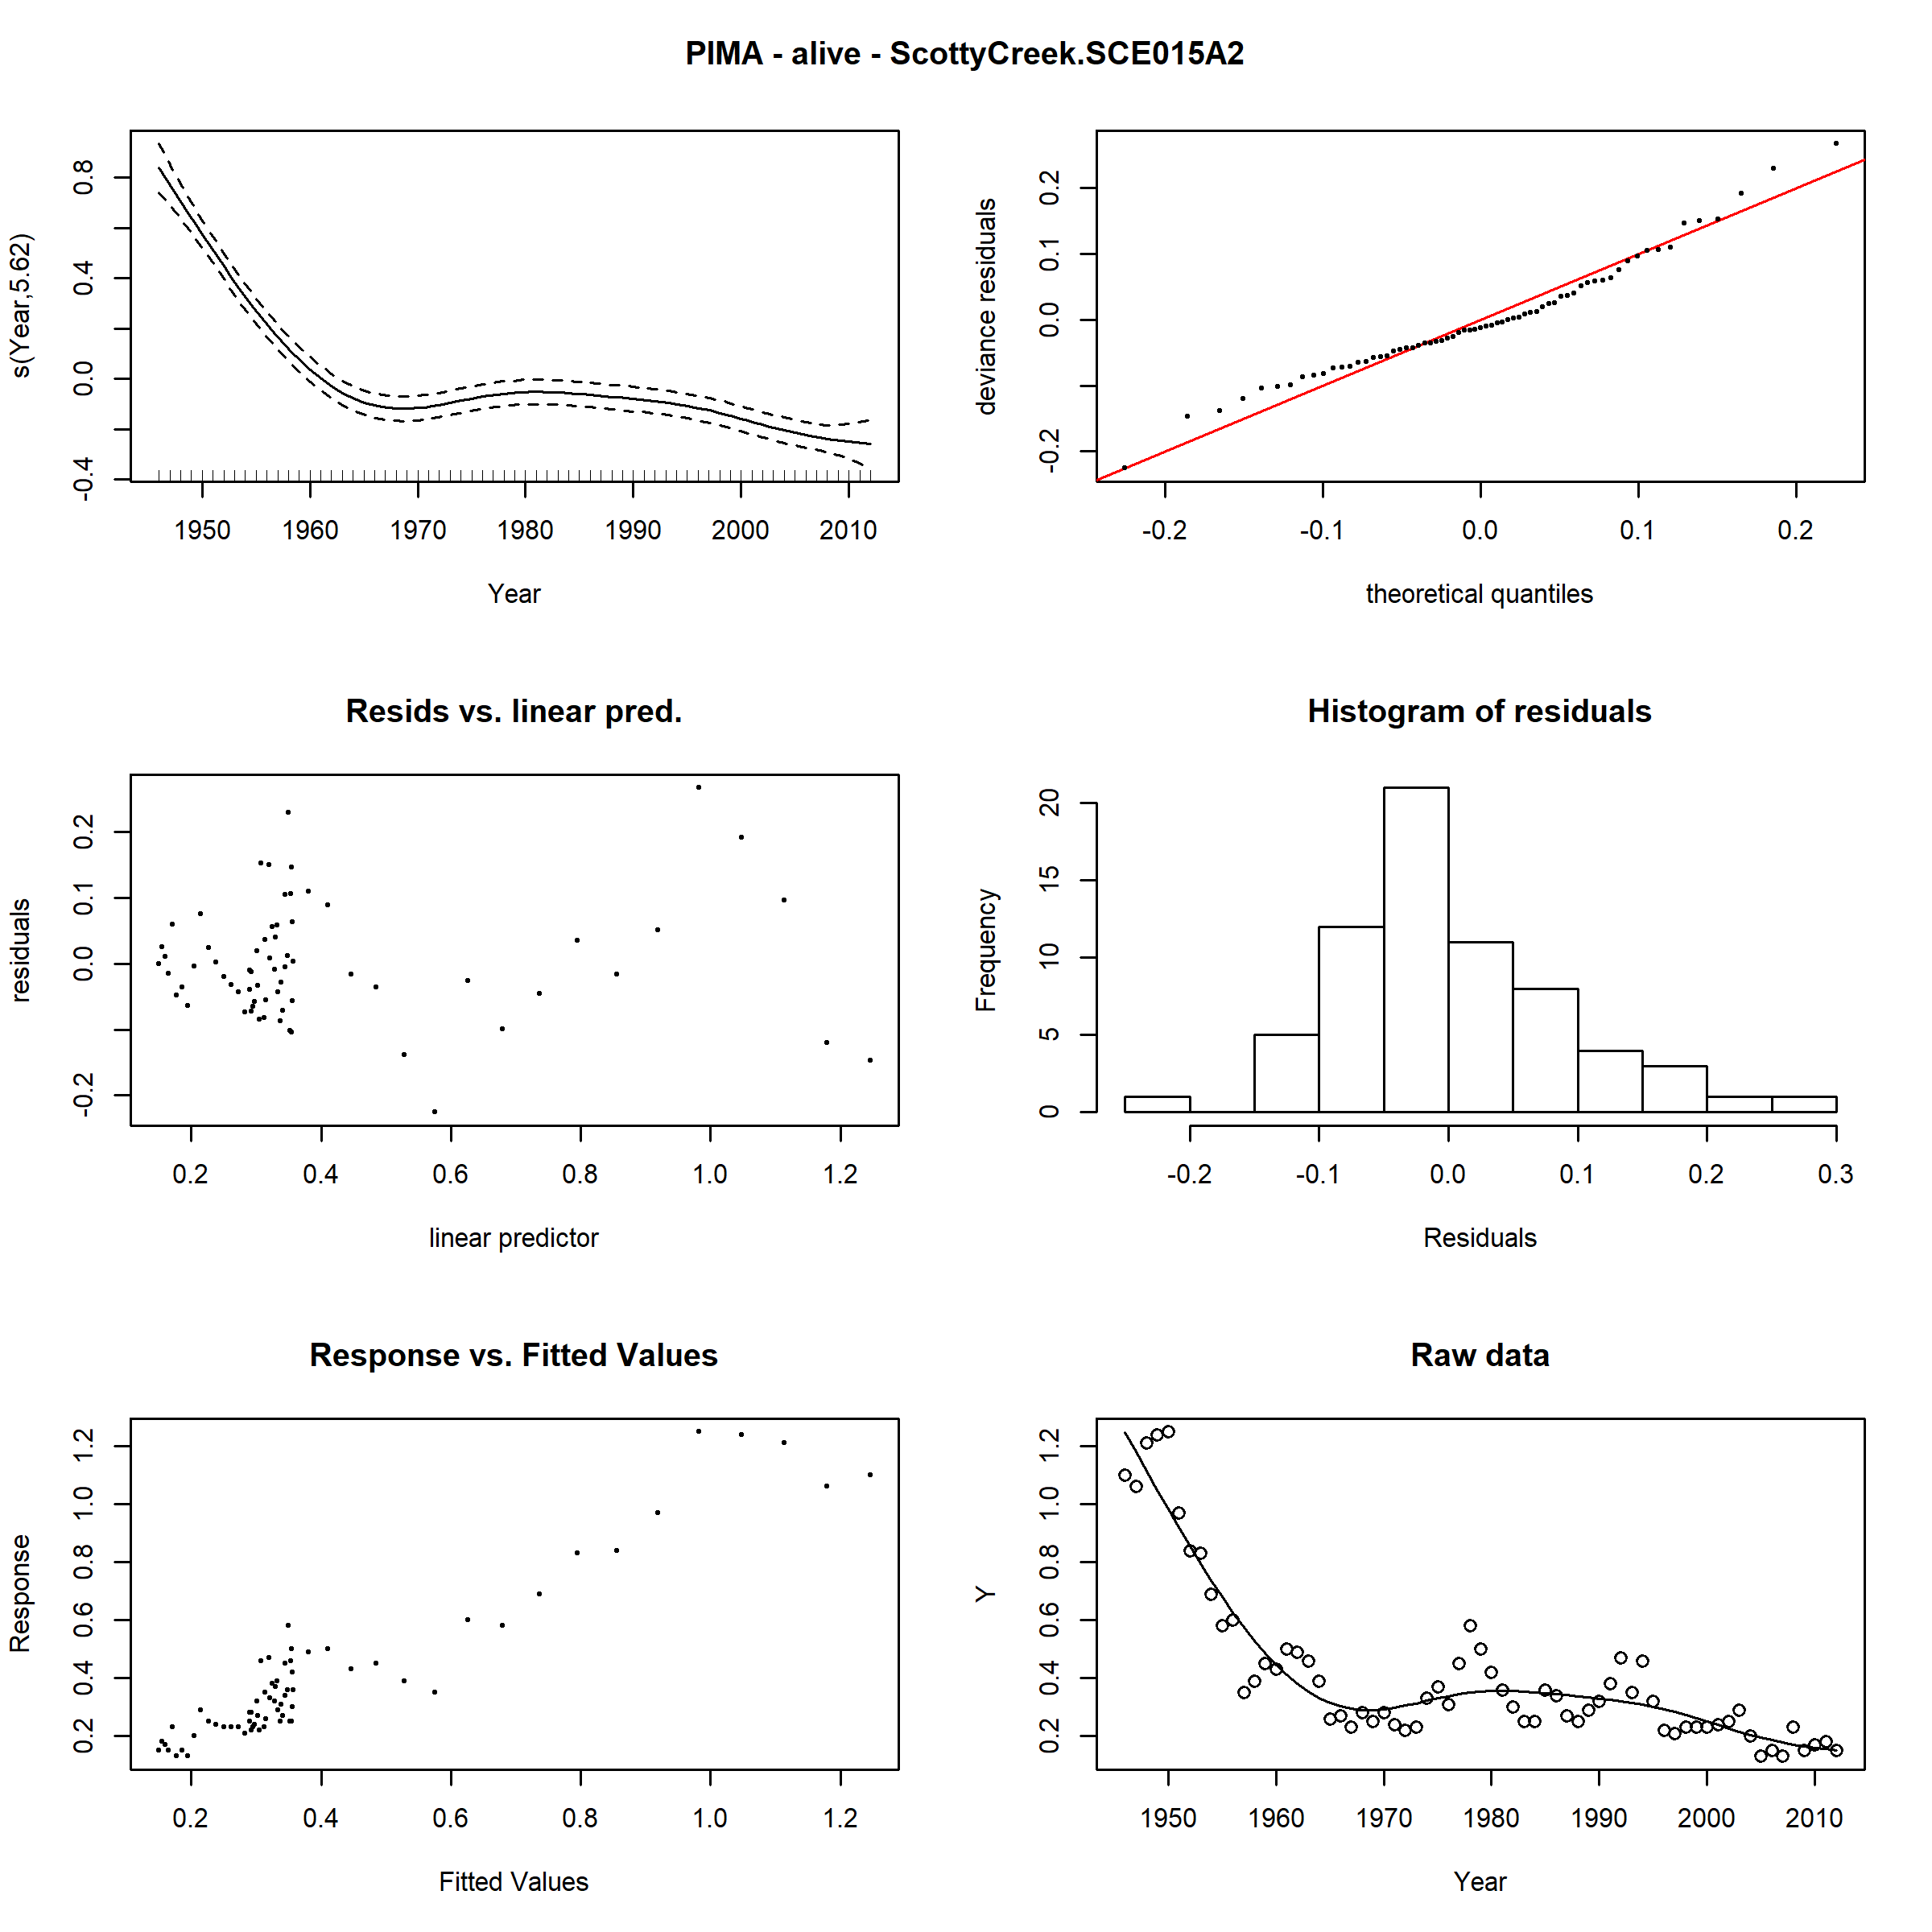 PIMA - alive - ScottyCreek.SCE015A2
s(Year,5.62)
0.8
0.4
0.0
-0.4
1950 1960 1970 1980 1990 2000 2010
Year
deviance residuals
0.2
0.1
0.0
-0.2
-0.2 -0.1 0.0 0.1 0.2
theoretical quantiles
Resids vs. linear pred.
residuals
0.2
0.1
0.0
-0.2
0.2 0.4 0.6 0.8 1.0 1.2
linear predictor
Histogram of residuals
Frequency
20
15
10
5
0
-0.2 -0.1 0.0 0.1 0.2 0.3
Residuals
Response vs. Fitted Values
Response
1.2
1.0
0.8
0.6
0.4
0.2
0.2 0.4 0.6 0.8 1.0 1.2
Fitted Values
Raw data
Y
1.2
1.0
0.8
0.6
0.4
0.2
1950 1960 1970 1980 1990 2000 2010
Year